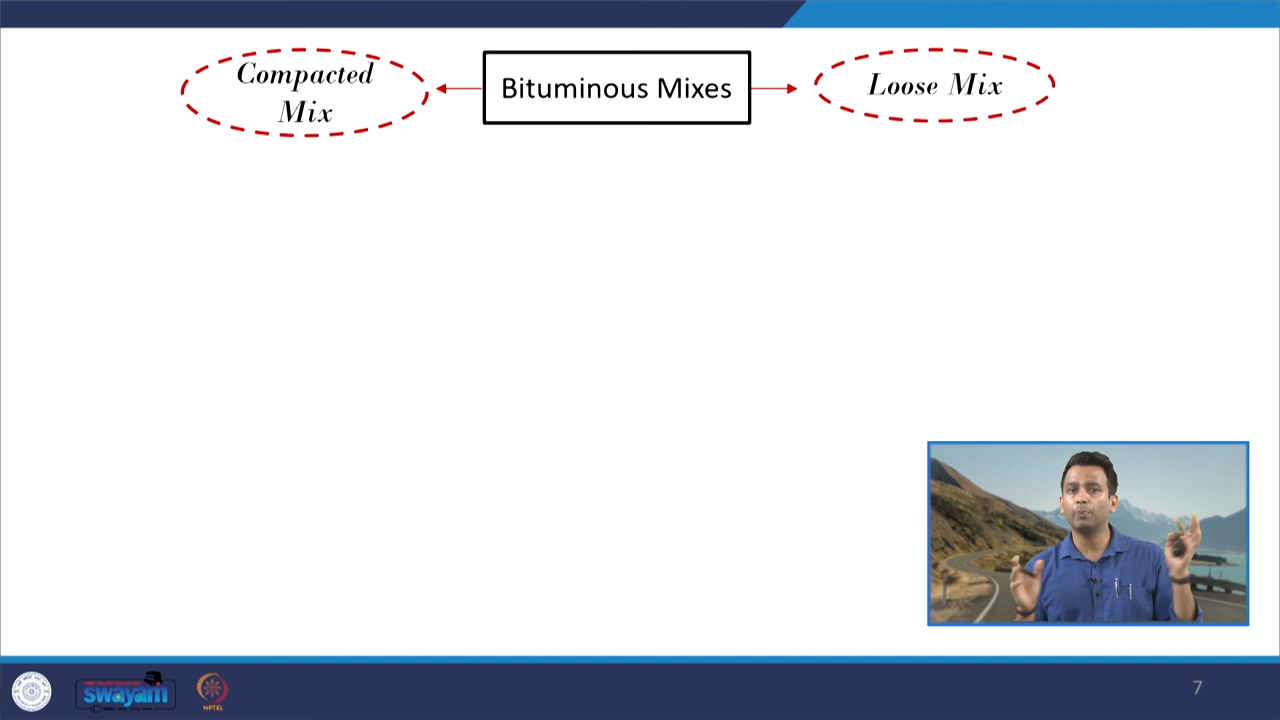 Compacted
Mix
Bituminous Mixes
Loose Mix
swayam
NPTEL
7